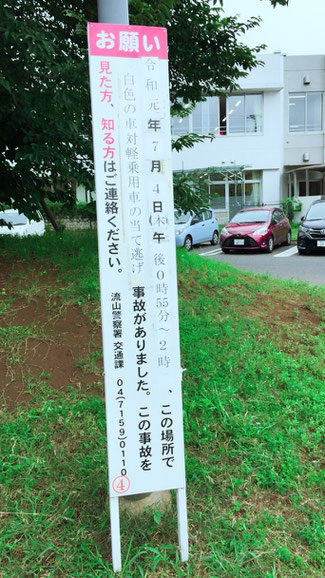 お願い
令和元年7月4日(木)午後0時55分～2時、この場所で
白色の車対軽乗用車の当て逃げ事故がありました。この事故を
見た方、知る方はご連絡ください。
流山警察署 交通課 04(7159)0110
④